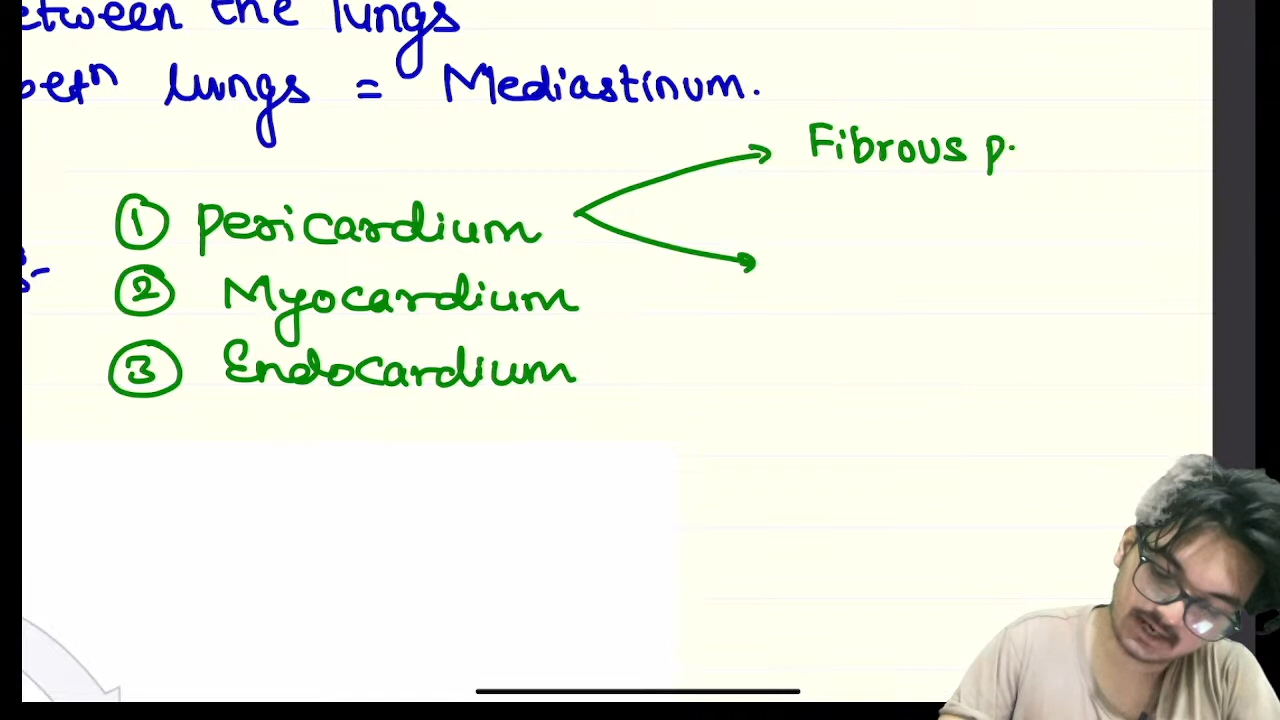 etween the lungs
betⁿ lungs = Mediastinum.
Fibrous p.
① Pericardium
② Myocardium
③ Endocardium